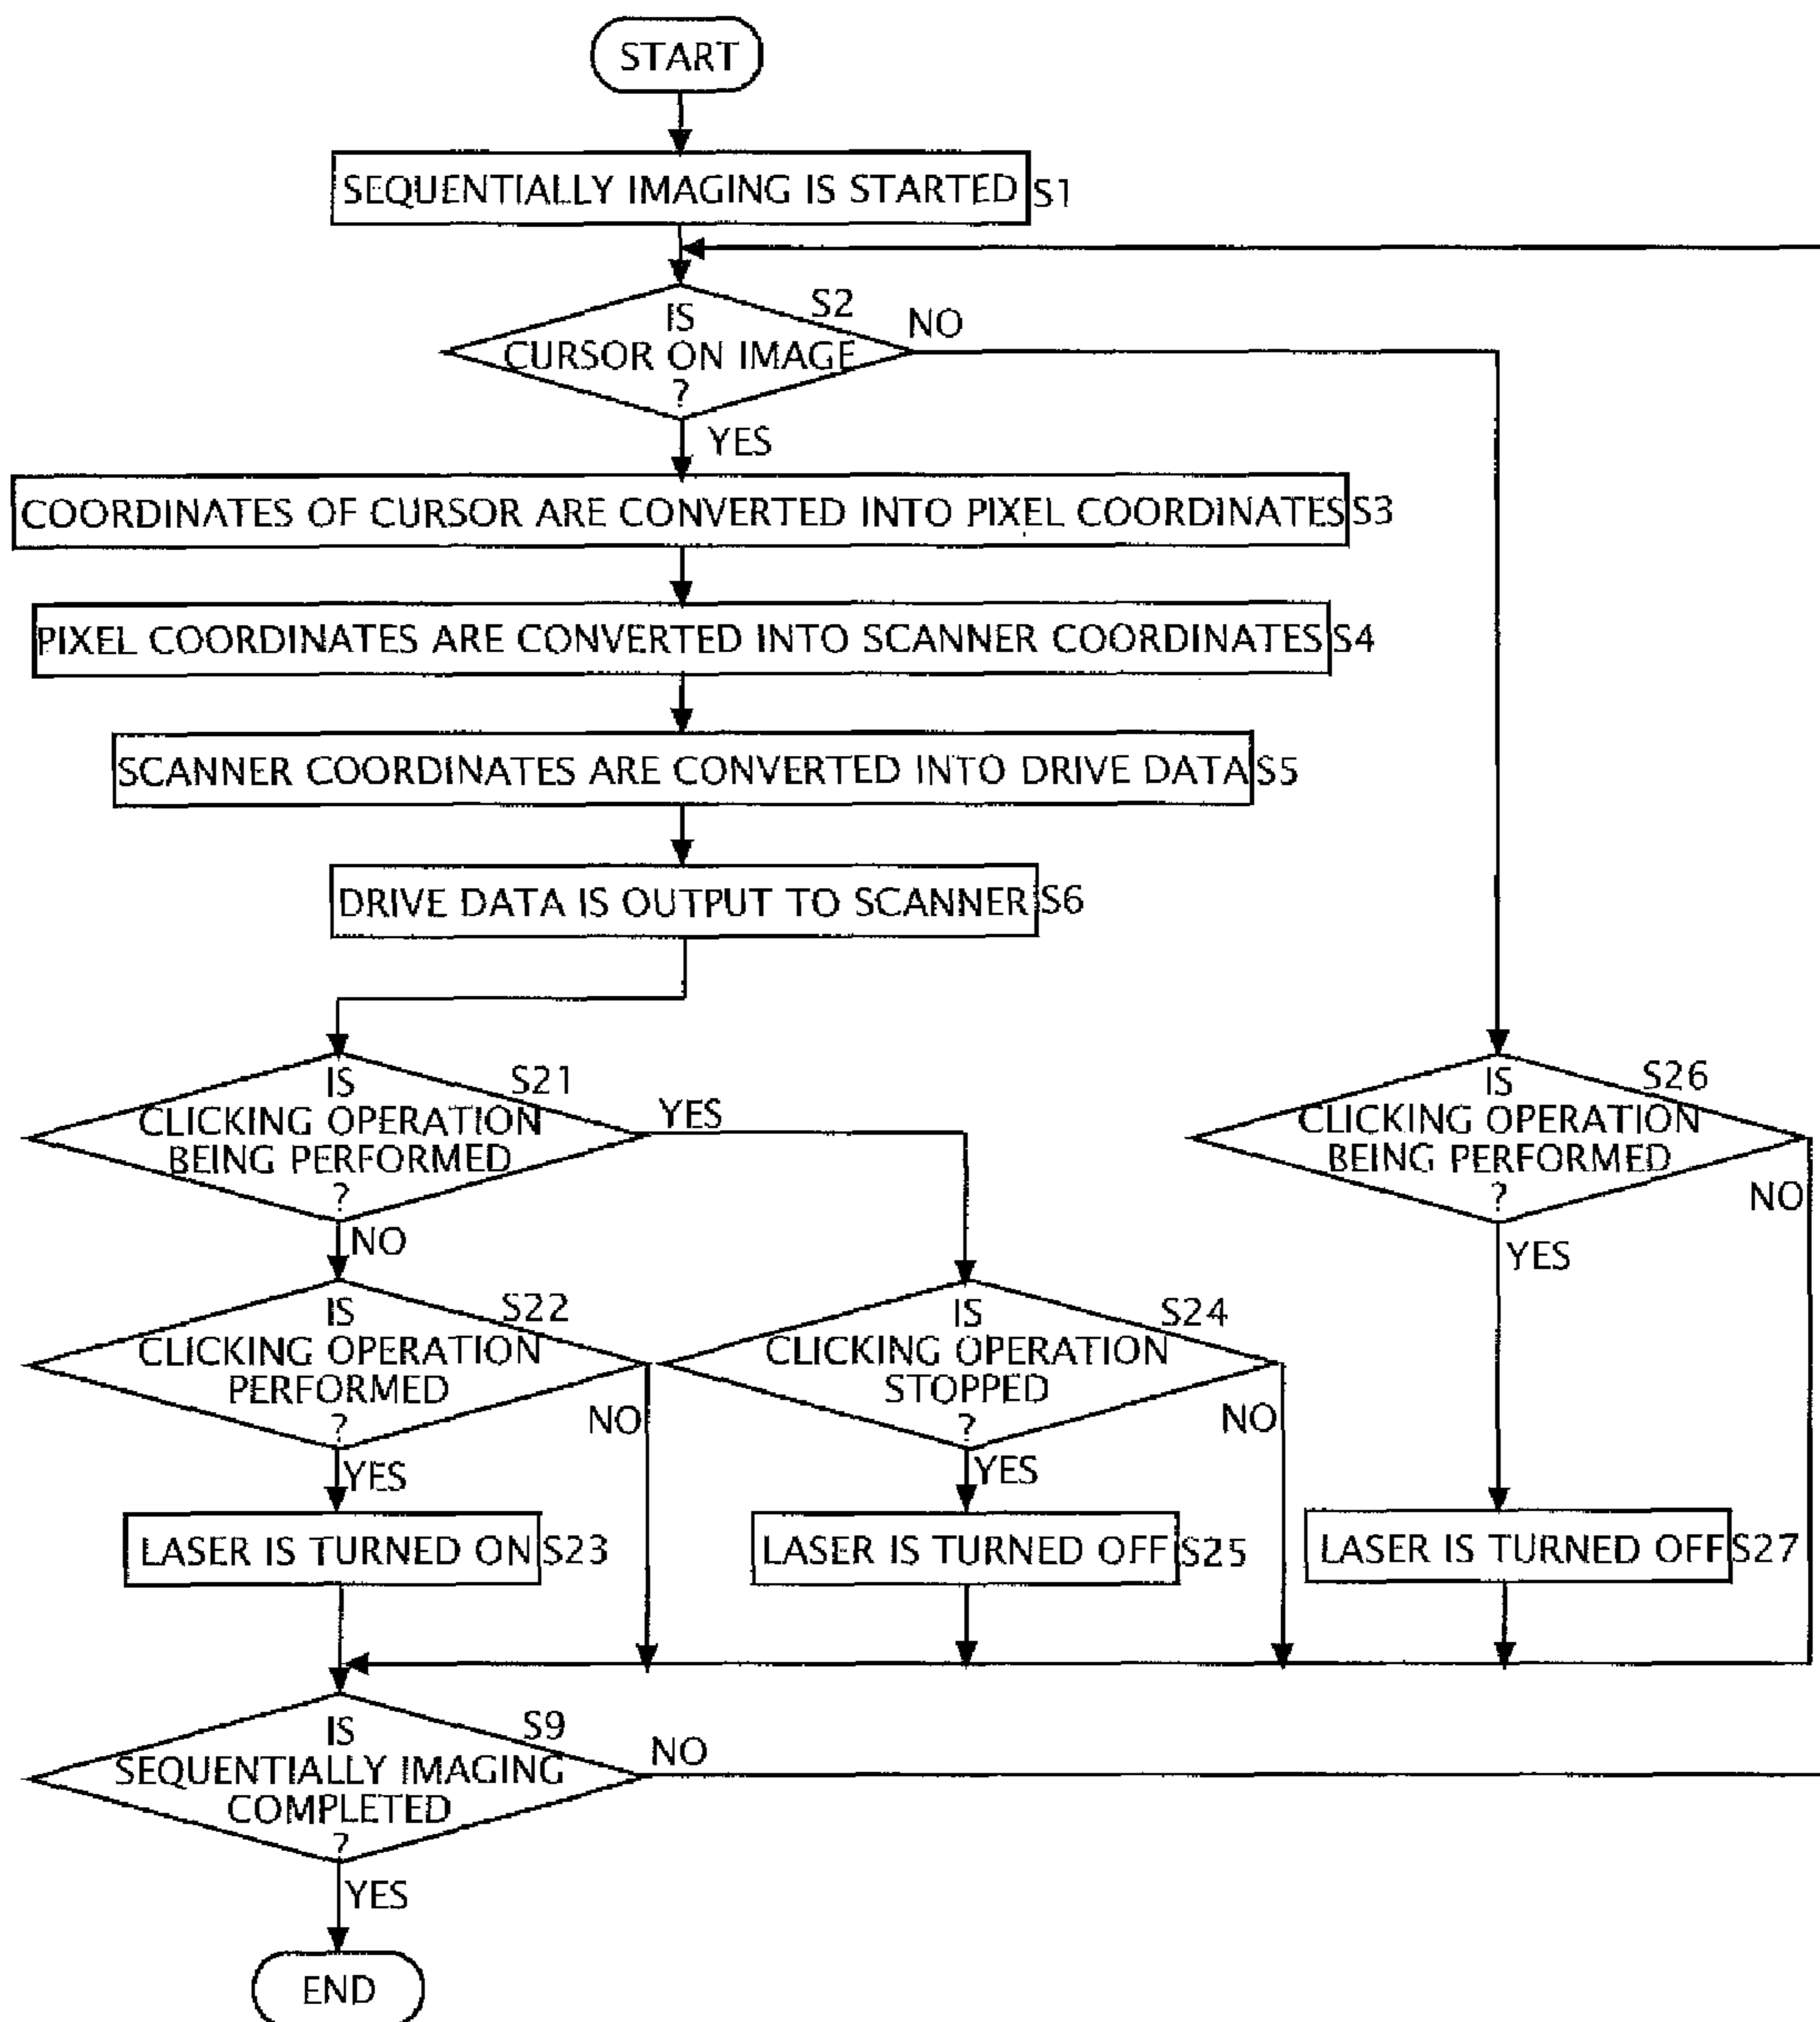 START
SEQUENTIALLY IMAGING IS STARTED S1
S2
IS
CURSOR ON IMAGE
?
NO
YES
COORDINATES OF CURSOR ARE CONVERTED INTO PIXEL COORDINATES S3
PIXEL COORDINATES ARE CONVERTED INTO SCANNER COORDINATES S4
SCANNER COORDINATES ARE CONVERTED INTO DRIVE DATA S5
DRIVE DATA IS OUTPUT TO SCANNER S6
S21
IS
CLICKING OPERATION
BEING PERFORMED
?
YES
NO
S26
IS
CLICKING OPERATION
BEING PERFORMED
?
NO
YES
S22
IS
CLICKING OPERATION
PERFORMED
?
NO
YES
S24
IS
CLICKING OPERATION
STOPPED
?
NO
YES
LASER IS TURNED ON S23
LASER IS TURNED OFF S25
LASER IS TURNED OFF S27
S9
IS
SEQUENTIALLY IMAGING
COMPLETED
?
NO
YES
END